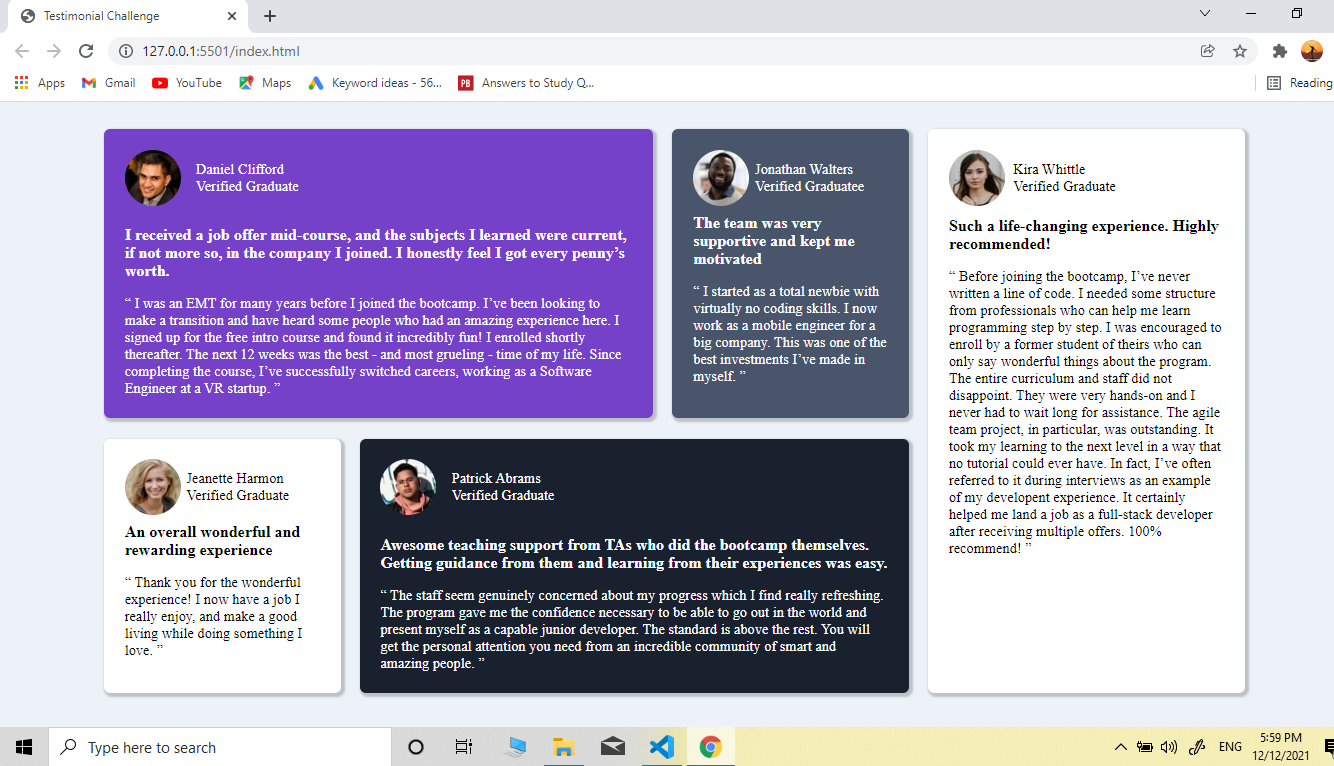 Testimonial Challenge
127.0.0.1:5501/index.html
Apps
Gmail
YouTube
Maps
Keyword ideas - 56...
PB
Answers to Study Q...
Reading
Daniel Clifford
Verified Graduate
I received a job offer mid-course, and the subjects I learned were current,
if not more so, in the company I joined. I honestly feel I got every penny’s
worth.
“ I was an EMT for many years before I joined the bootcamp. I’ve been looking to
make a transition and have heard some people who had an amazing experience here. I
signed up for the free intro course and found it incredibly fun! I enrolled shortly
thereafter. The next 12 weeks was the best - and most grueling - time of my life. Since
completing the course, I’ve successfully switched careers, working as a Software
Engineer at a VR startup. ”
Jonathan Walters
Verified Graduatee
The team was very
supportive and kept me
motivated
“ I started as a total newbie with
virtually no coding skills. I now
work as a mobile engineer for a
big company. This was one of the
best investments I’ve made in
myself. ”
Kira Whittle
Verified Graduate
Such a life-changing experience. Highly
recommended!
“ Before joining the bootcamp, I’ve never
written a line of code. I needed some structure
from professionals who can help me learn
programming step by step. I was encouraged to
enroll by a former student of theirs who can
only say wonderful things about the program.
The entire curriculum and staff did not
disappoint. They were very hands-on and I
never had to wait long for assistance. The agile
team project, in particular, was outstanding. It
took my learning to the next level in a way that
no tutorial could ever have. In fact, I’ve often
referred to it during interviews as an example
of my developent experience. It certainly
helped me land a job as a full-stack developer
after receiving multiple offers. 100%
recommend! ”
Jeanette Harmon
Verified Graduate
An overall wonderful and
rewarding experience
“ Thank you for the wonderful
experience! I now have a job I
really enjoy, and make a good
living while doing something I
love. ”
Patrick Abrams
Verified Graduate
Awesome teaching support from TAs who did the bootcamp themselves.
Getting guidance from them and learning from their experiences was easy.
“ The staff seem genuinely concerned about my progress which I find really refreshing.
The program gave me the confidence necessary to be able to go out in the world and
present myself as a capable junior developer. The standard is above the rest. You will
get the personal attention you need from an incredible community of smart and
amazing people. ”
Type here to search
ENG
5:59 PM
12/12/2021